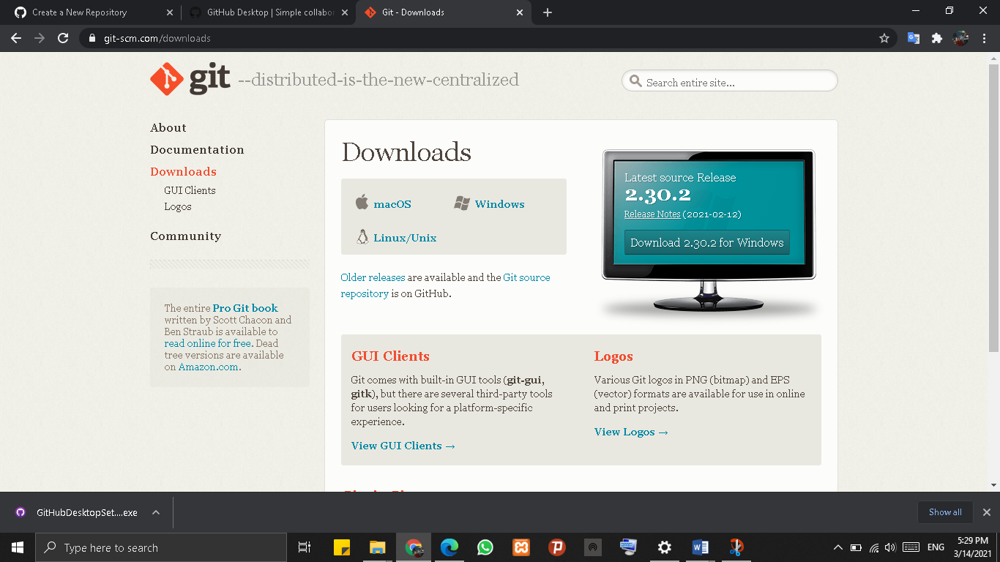 Create a New Repository
GitHub Desktop | Simple collabor
Git - Downloads
git-scm.com/downloads
git --distributed-is-the-new-centralized
Search entire site...
About
Documentation
Downloads
GUI Clients
Logos
Community
The entire Pro Git book
written by Scott Chacon and
Ben Straub is available to
read online for free. Dead
tree versions are available
on Amazon.com.
Downloads
macOS
Windows
Linux/Unix
Older releases are available and the Git source
repository is on GitHub.
Latest source Release
2.30.2
Release Notes (2021-02-12)
Download 2.30.2 for Windows
GUI Clients
Git comes with built-in GUI tools (git-gui,
gitk), but there are several third-party tools
for users looking for a platform-specific
experience.
View GUI Clients →
Logos
Various Git logos in PNG (bitmap) and EPS
(vector) formats are available for use in online
and print projects.
View Logos →
GitHubDesktopSet....exe
Show all
Type here to search
ENG
5:29 PM
3/14/2021